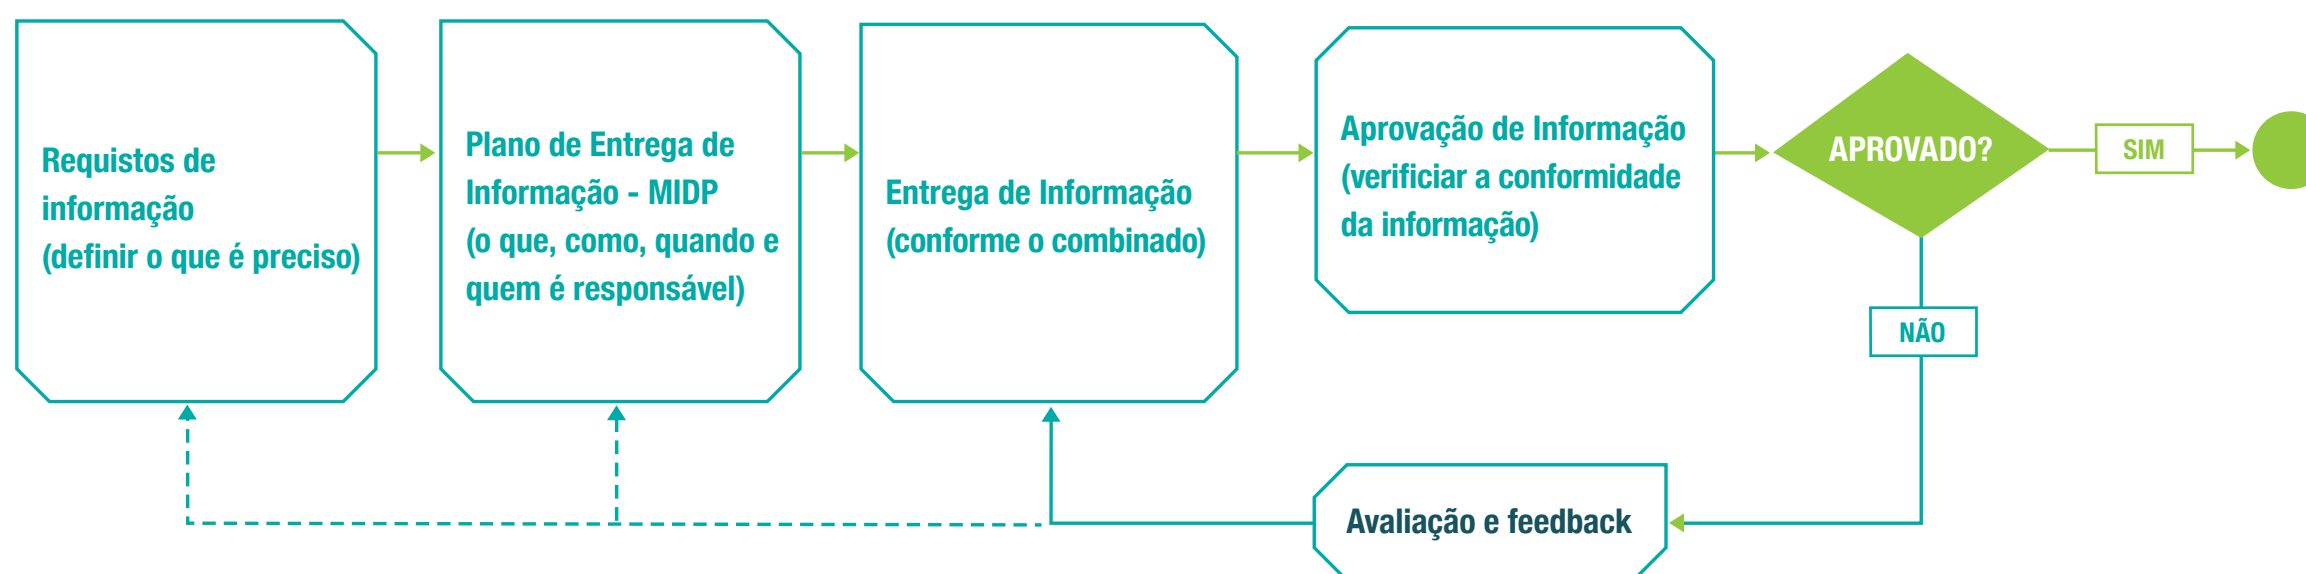 Requistos de
informação
(definir o que é preciso)
Plano de Entrega de
Informação - MIDP
(o que, como, quando e
quem é responsável)
Entrega de Informação
(conforme o combinado)
Aprovação de Informação
(verificiar a conformidade
da informação)
APROVADO?
SIM
NÃO
Avaliação e feedback